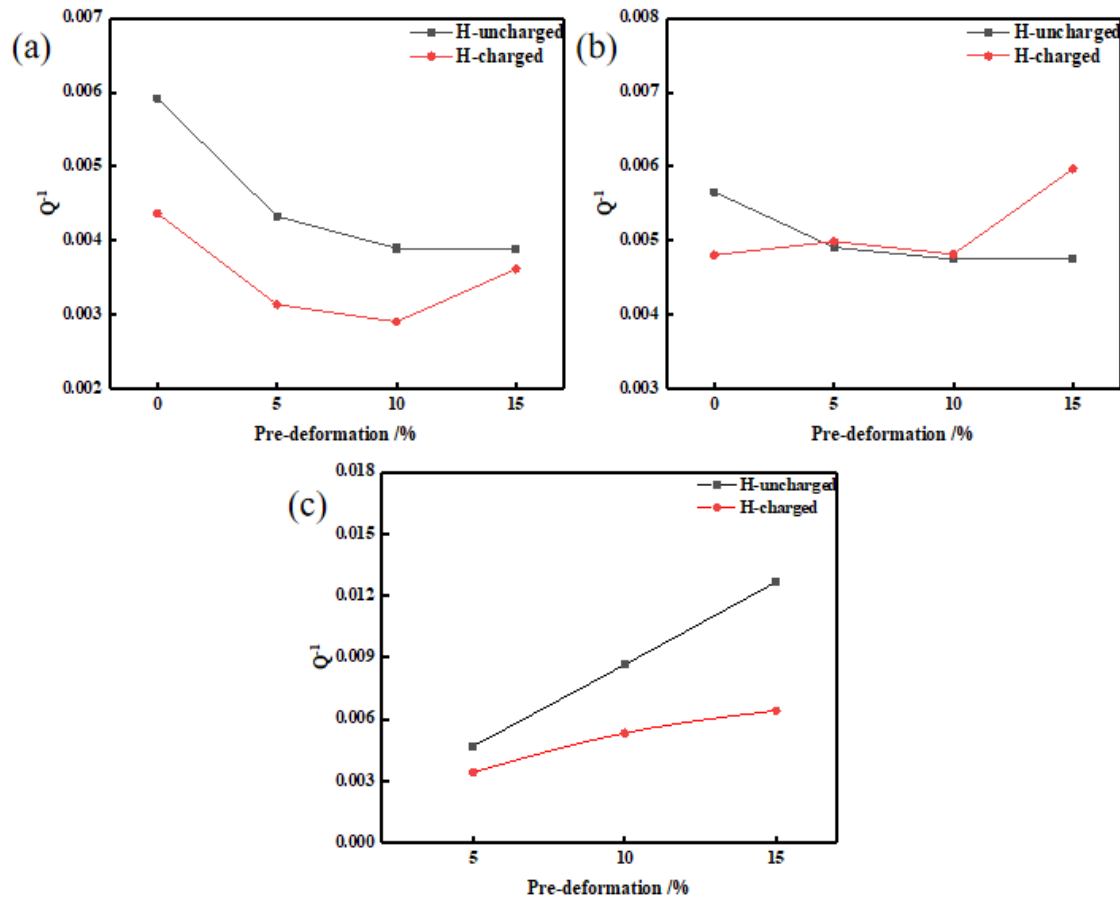 (a)
H-uncharged
H-charged
0.007
0.006
0.005
0.004
0.003
0.002
Q⁻¹
0
5
10
15
Pre-deformation /%
(b)
H-uncharged
H-charged
0.008
0.007
0.006
0.005
0.004
0.003
Q⁻¹
0
5
10
15
Pre-deformation /%
(c)
H-uncharged
H-charged
0.018
0.015
0.012
0.009
0.006
0.003
0.000
Q⁻¹
5
10
15
Pre-deformation /%